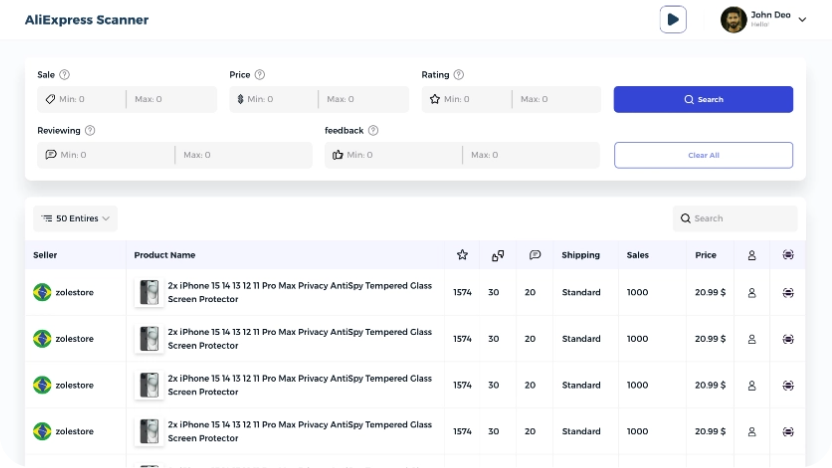 AliExpress Scanner
John Deo
Sale
Price
Rating
Min: 0 Max: 0
Min: 0 Max: 0
Min: 0 Max: 0
Search
Reviewing
feedback
Min: 0 Max: 0
Min: 0 Max: 0
Clear All
50 Entires
Search
Seller Product Name Shipping Sales Price
zolestore
2x iPhone 15 14 13 12 11 Pro Max Privacy AntiSpy Tempered Glass
Screen Protector
1574 30 20 Standard 1000 20.99 $
zolestore
2x iPhone 15 14 13 12 11 Pro Max Privacy AntiSpy Tempered Glass
Screen Protector
1574 30 20 Standard 1000 20.99 $
zolestore
2x iPhone 15 14 13 12 11 Pro Max Privacy AntiSpy Tempered Glass
Screen Protector
1574 30 20 Standard 1000 20.99 $
zolestore
2x iPhone 15 14 13 12 11 Pro Max Privacy AntiSpy Tempered Glass
Screen Protector
1574 30 20 Standard 1000 20.99 $